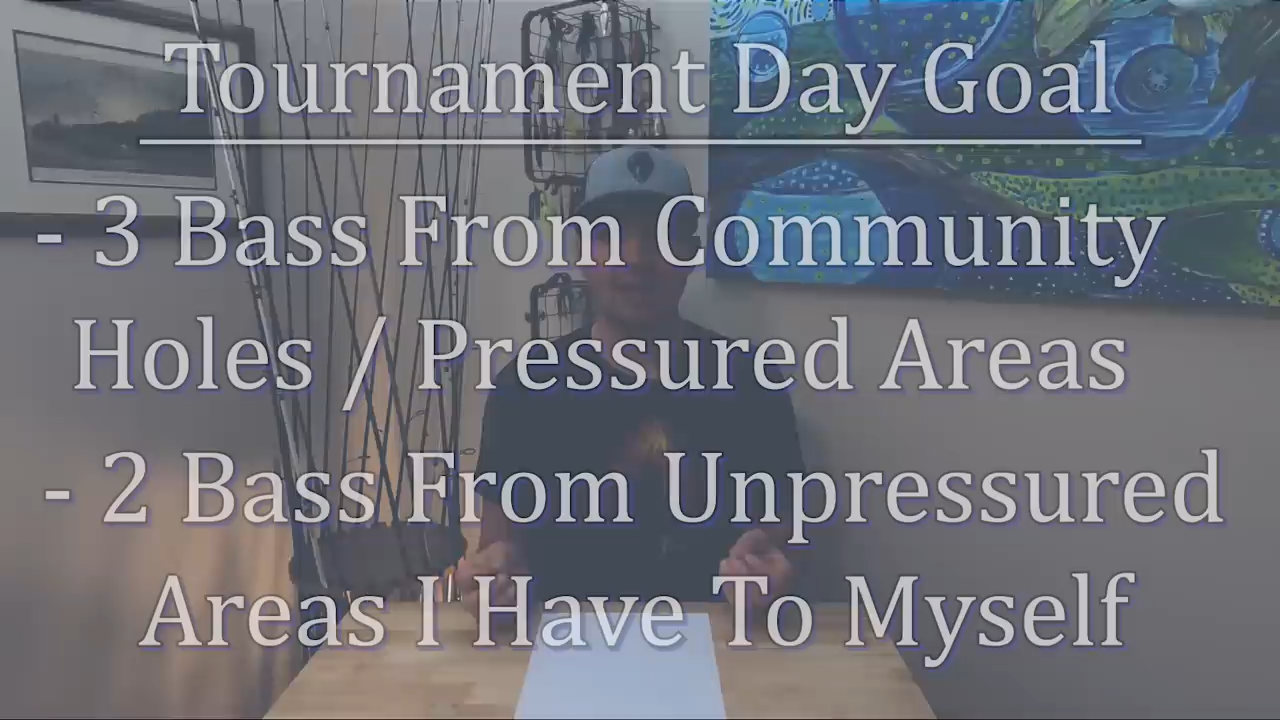 Tournament Day Goal
- 3 Bass From Community
Holes / Pressured Areas
- 2 Bass From Unpressured
Areas I Have To Myself